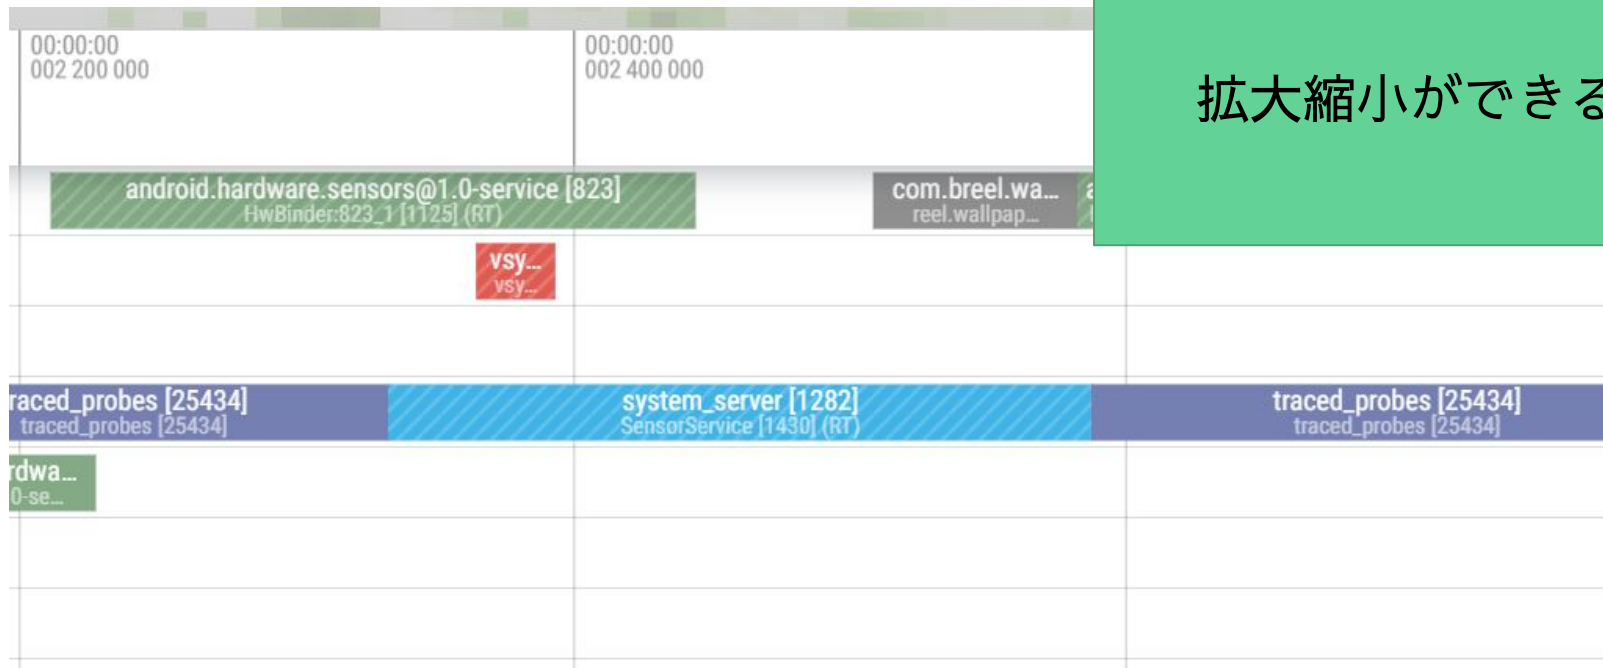 00:00:00
002 200 000
00:00:00
002 400 000
拡大縮小ができる
android.hardware.sensors@1.0-service [823]
HwBinder:823_1 [1125] (RT)
com.breel.wa...
reel.wallpap...
vsy...
vsy...
raced_probes [25434]
traced_probes [25434]
system_server [1282]
SensorService [1430] (RT)
traced_probes [25434]
traced_probes [25434]
rdwa...
0-se...